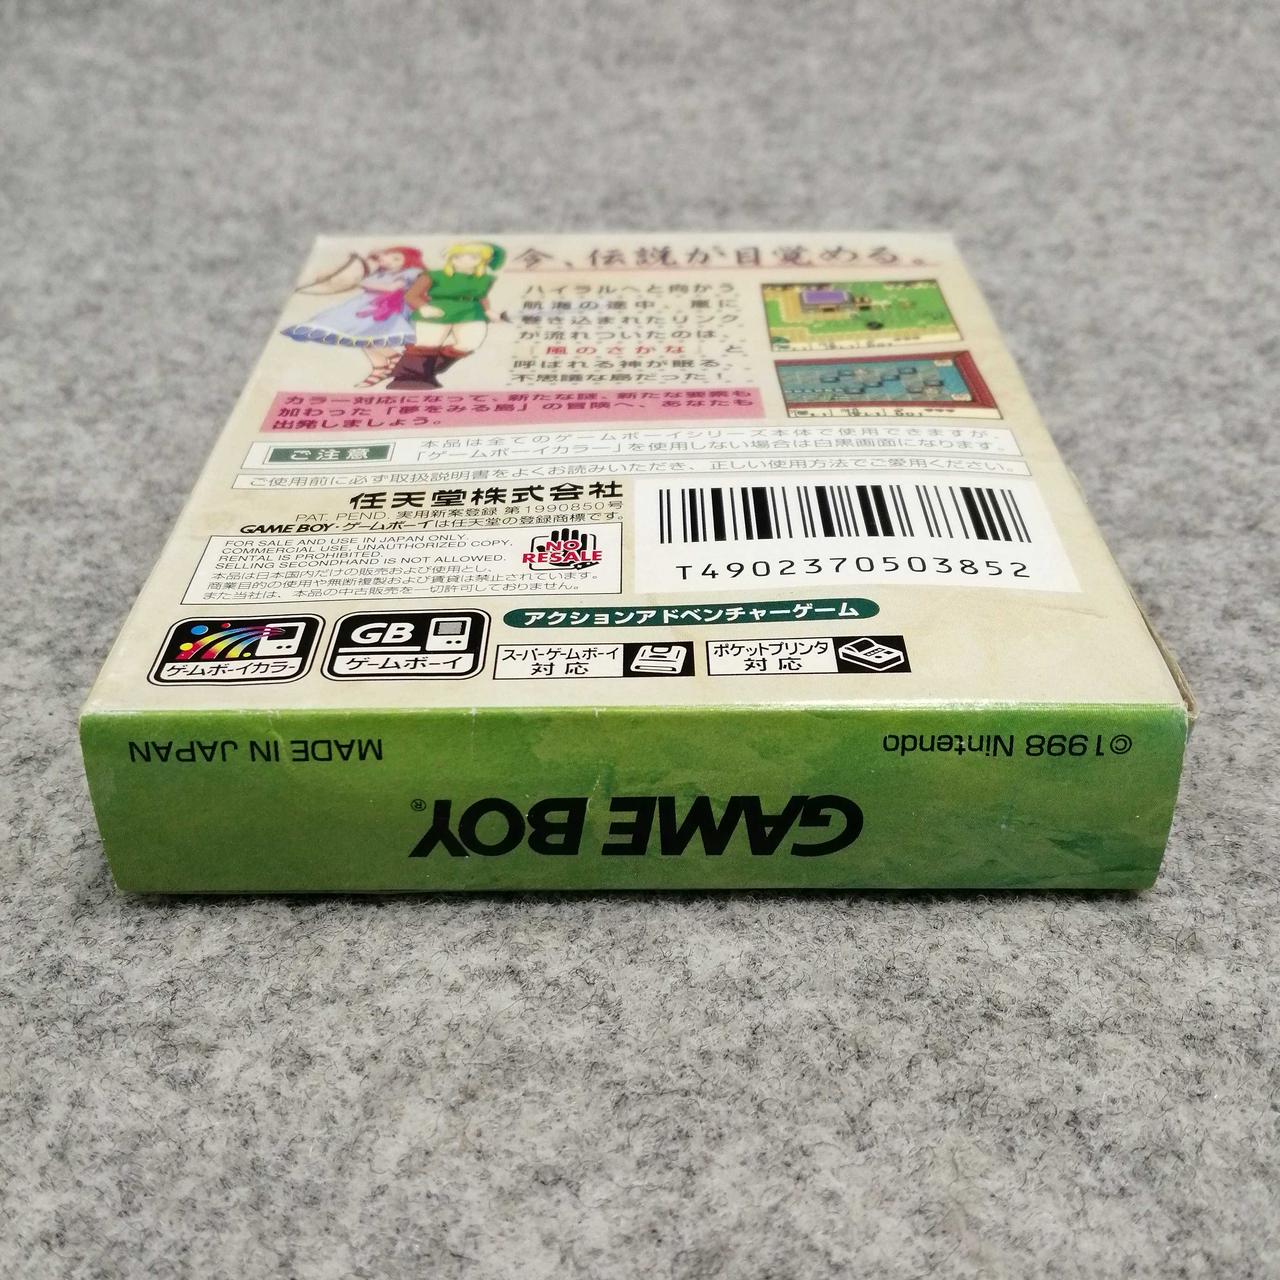 今、伝説が目覚める。
ハイラルへと向かう
航海の途中、嵐に
巻き込まれたリンク
が流れついたのは、
「風のさかな」と
呼ばれる神が眠る、
不思議な島だった!
カラー対応になって、新たな謎、新たな要素も
加わった「夢をみる島」の冒険へ、あなたも
出発しましょう。
ご注意
本品は全てのゲームボーイシリーズ本体で使用できますが、
「ゲームボーイカラー」を使用しない場合は白黒画面になります。
ご使用前に必ず取扱説明書をよくお読みいただき、正しい使用方法でご愛用ください。
任天堂株式会社
PAT. PEND. 実用新案登録 第1990850号
GAME BOY・ゲームボーイは任天堂の登録商標です。
FOR SALE AND USE IN JAPAN ONLY.
COMMERCIAL USE, UNAUTHORIZED COPY,
RENTAL IS PROHIBITED.
SELLING SECONDHAND IS NOT ALLOWED.
本品は日本国内だけの販売および使用とし、
商業目的の使用や無断複製および賃貸は禁止されています。
また当社は、本品の中古販売を一切許可しておりません。
NO
RESALE
T4902370503852
アクションアドベンチャーゲーム
ゲームボーイカラー
GB
ゲームボーイ
スーパーゲームボーイ
対応
ポケットプリンタ
対応
©1998 Nintendo
MADE IN JAPAN
GAME BOY®